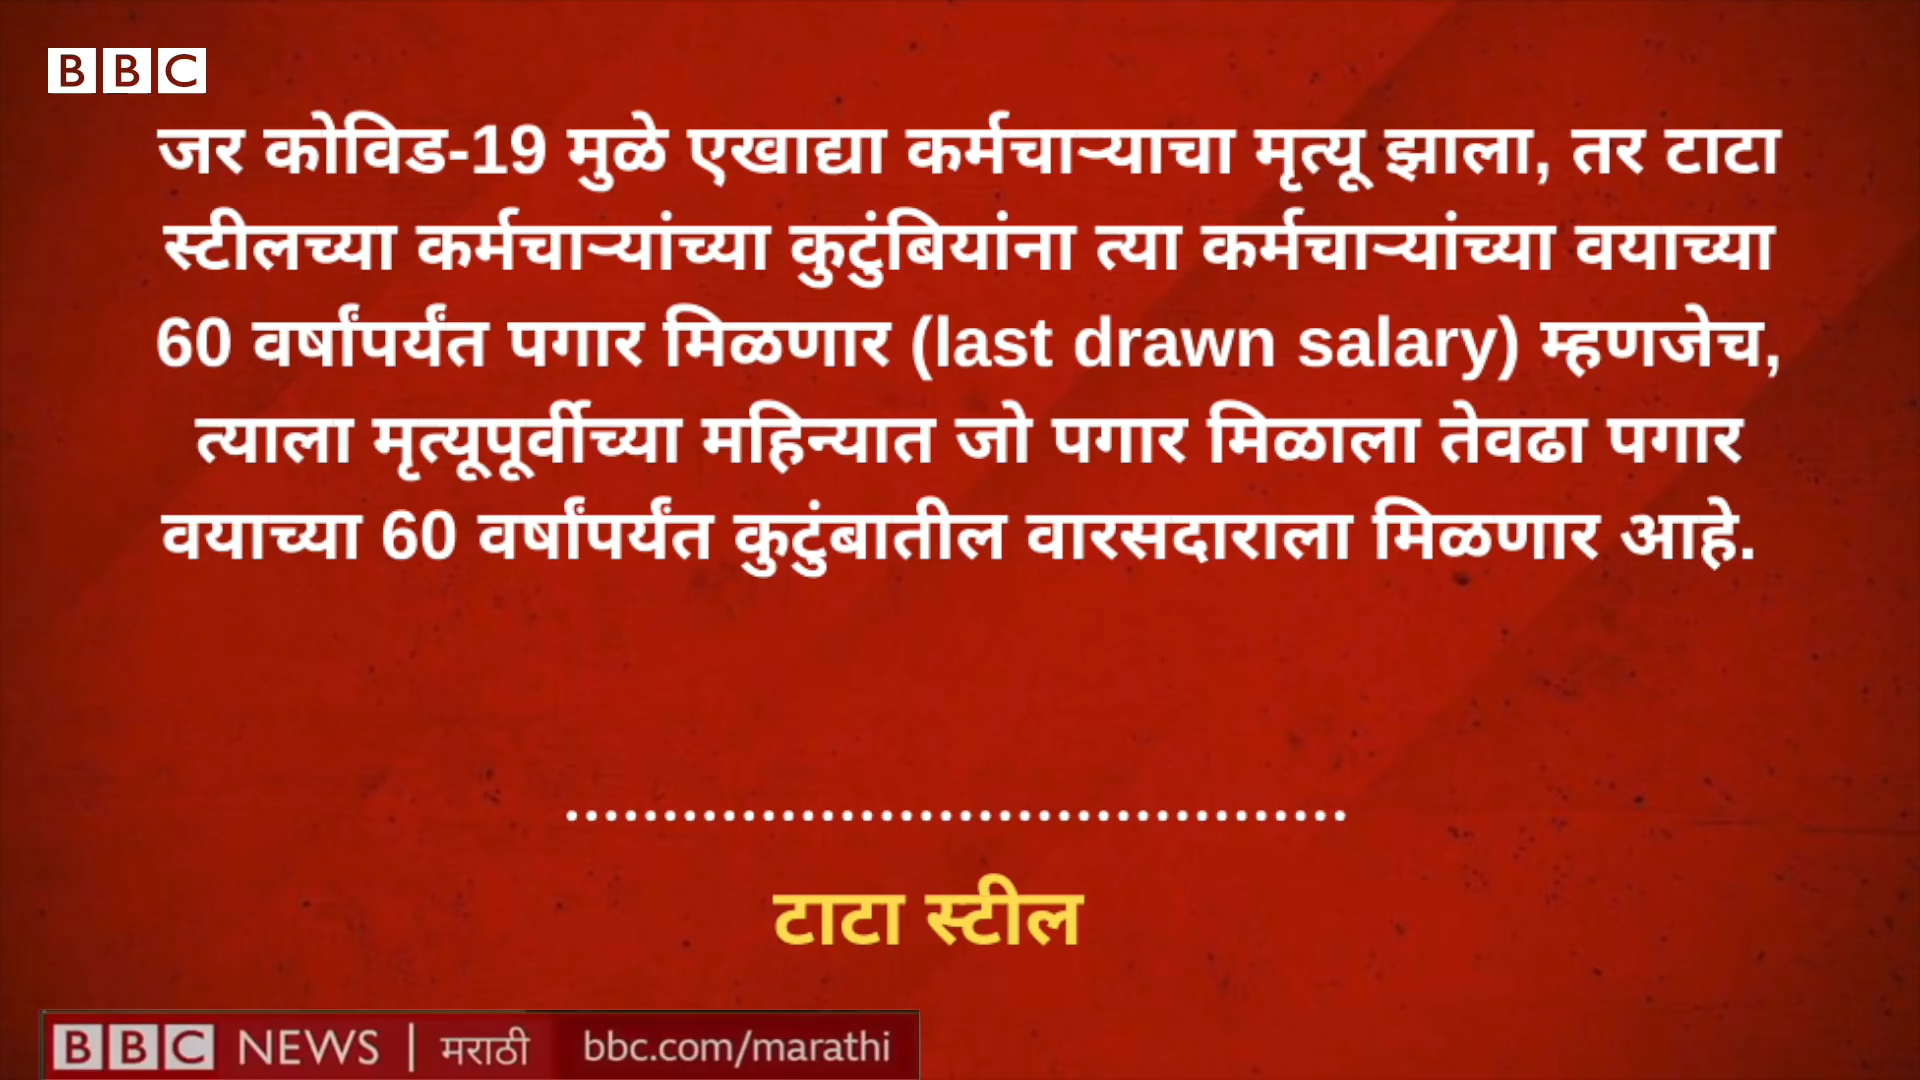 BBC
जर कोविड-19 मुळे एखाद्या कर्मचाऱ्याचा मृत्यू झाला, तर टाटा
स्टीलच्या कर्मचाऱ्यांच्या कुटुंबियांना त्या कर्मचाऱ्यांच्या वयाच्या
60 वर्षांपर्यंत पगार मिळणार (last drawn salary) म्हणजेच,
त्याला मृत्यूपूर्वीच्या महिन्यात जो पगार मिळाला तेवढा पगार
वयाच्या 60 वर्षांपर्यंत कुटुंबातील वारसदाराला मिळणार आहे.
........................................
टाटा स्टील
BBC NEWS | मराठी bbc.com/marathi